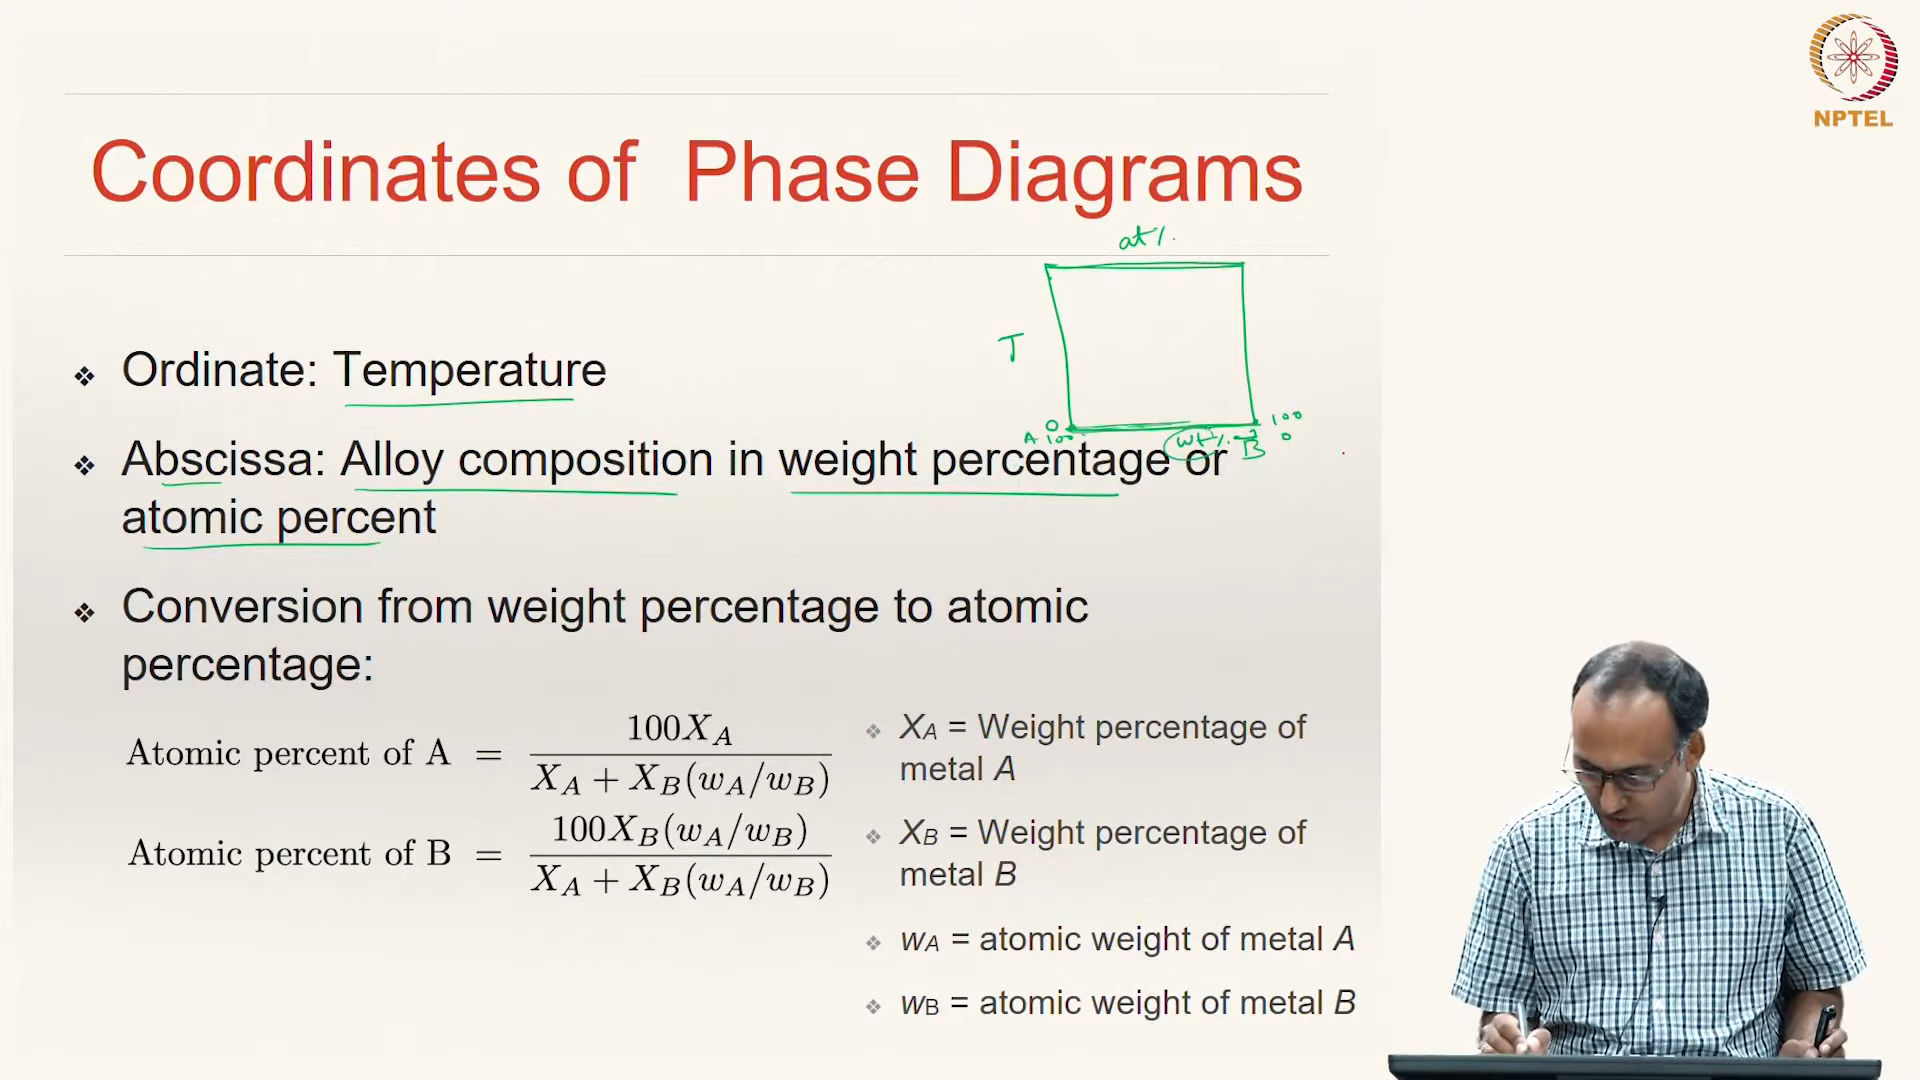 NPTEL
Coordinates of Phase Diagrams
at %
T
❖ Ordinate: Temperature
0
100
A 100
wt %
B
0
❖ Abscissa: Alloy composition in weight percentage or
atomic percent
❖ Conversion from weight percentage to atomic
percentage:
Atomic percent of A = 100X_A / X_A + X_B(w_A/w_B)
Atomic percent of B = 100X_B(w_A/w_B) / X_A + X_B(w_A/w_B)
❖ X_A = Weight percentage of
metal A
❖ X_B = Weight percentage of
metal B
❖ w_A = atomic weight of metal A
❖ w_B = atomic weight of metal B